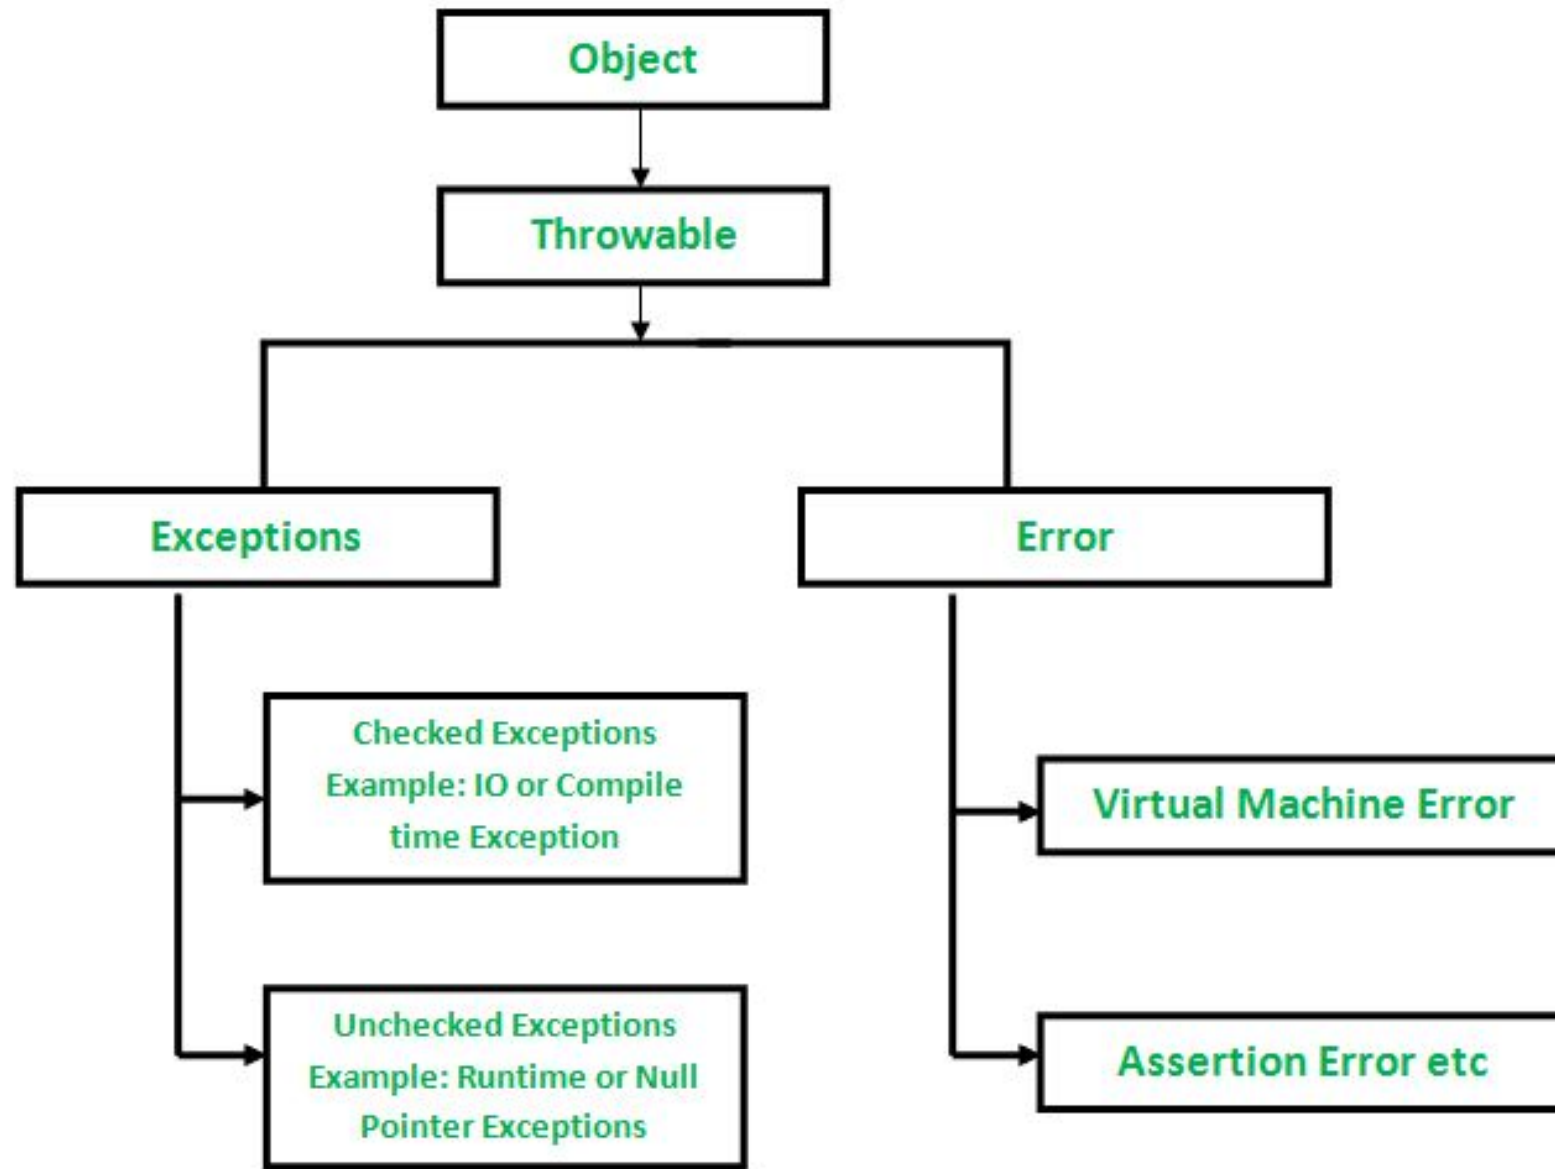 Object
Throwable
Exceptions
Error
Checked Exceptions
Example: IO or Compile
time Exception
Virtual Machine Error
Unchecked Exceptions
Example: Runtime or Null
Pointer Exceptions
Assertion Error etc